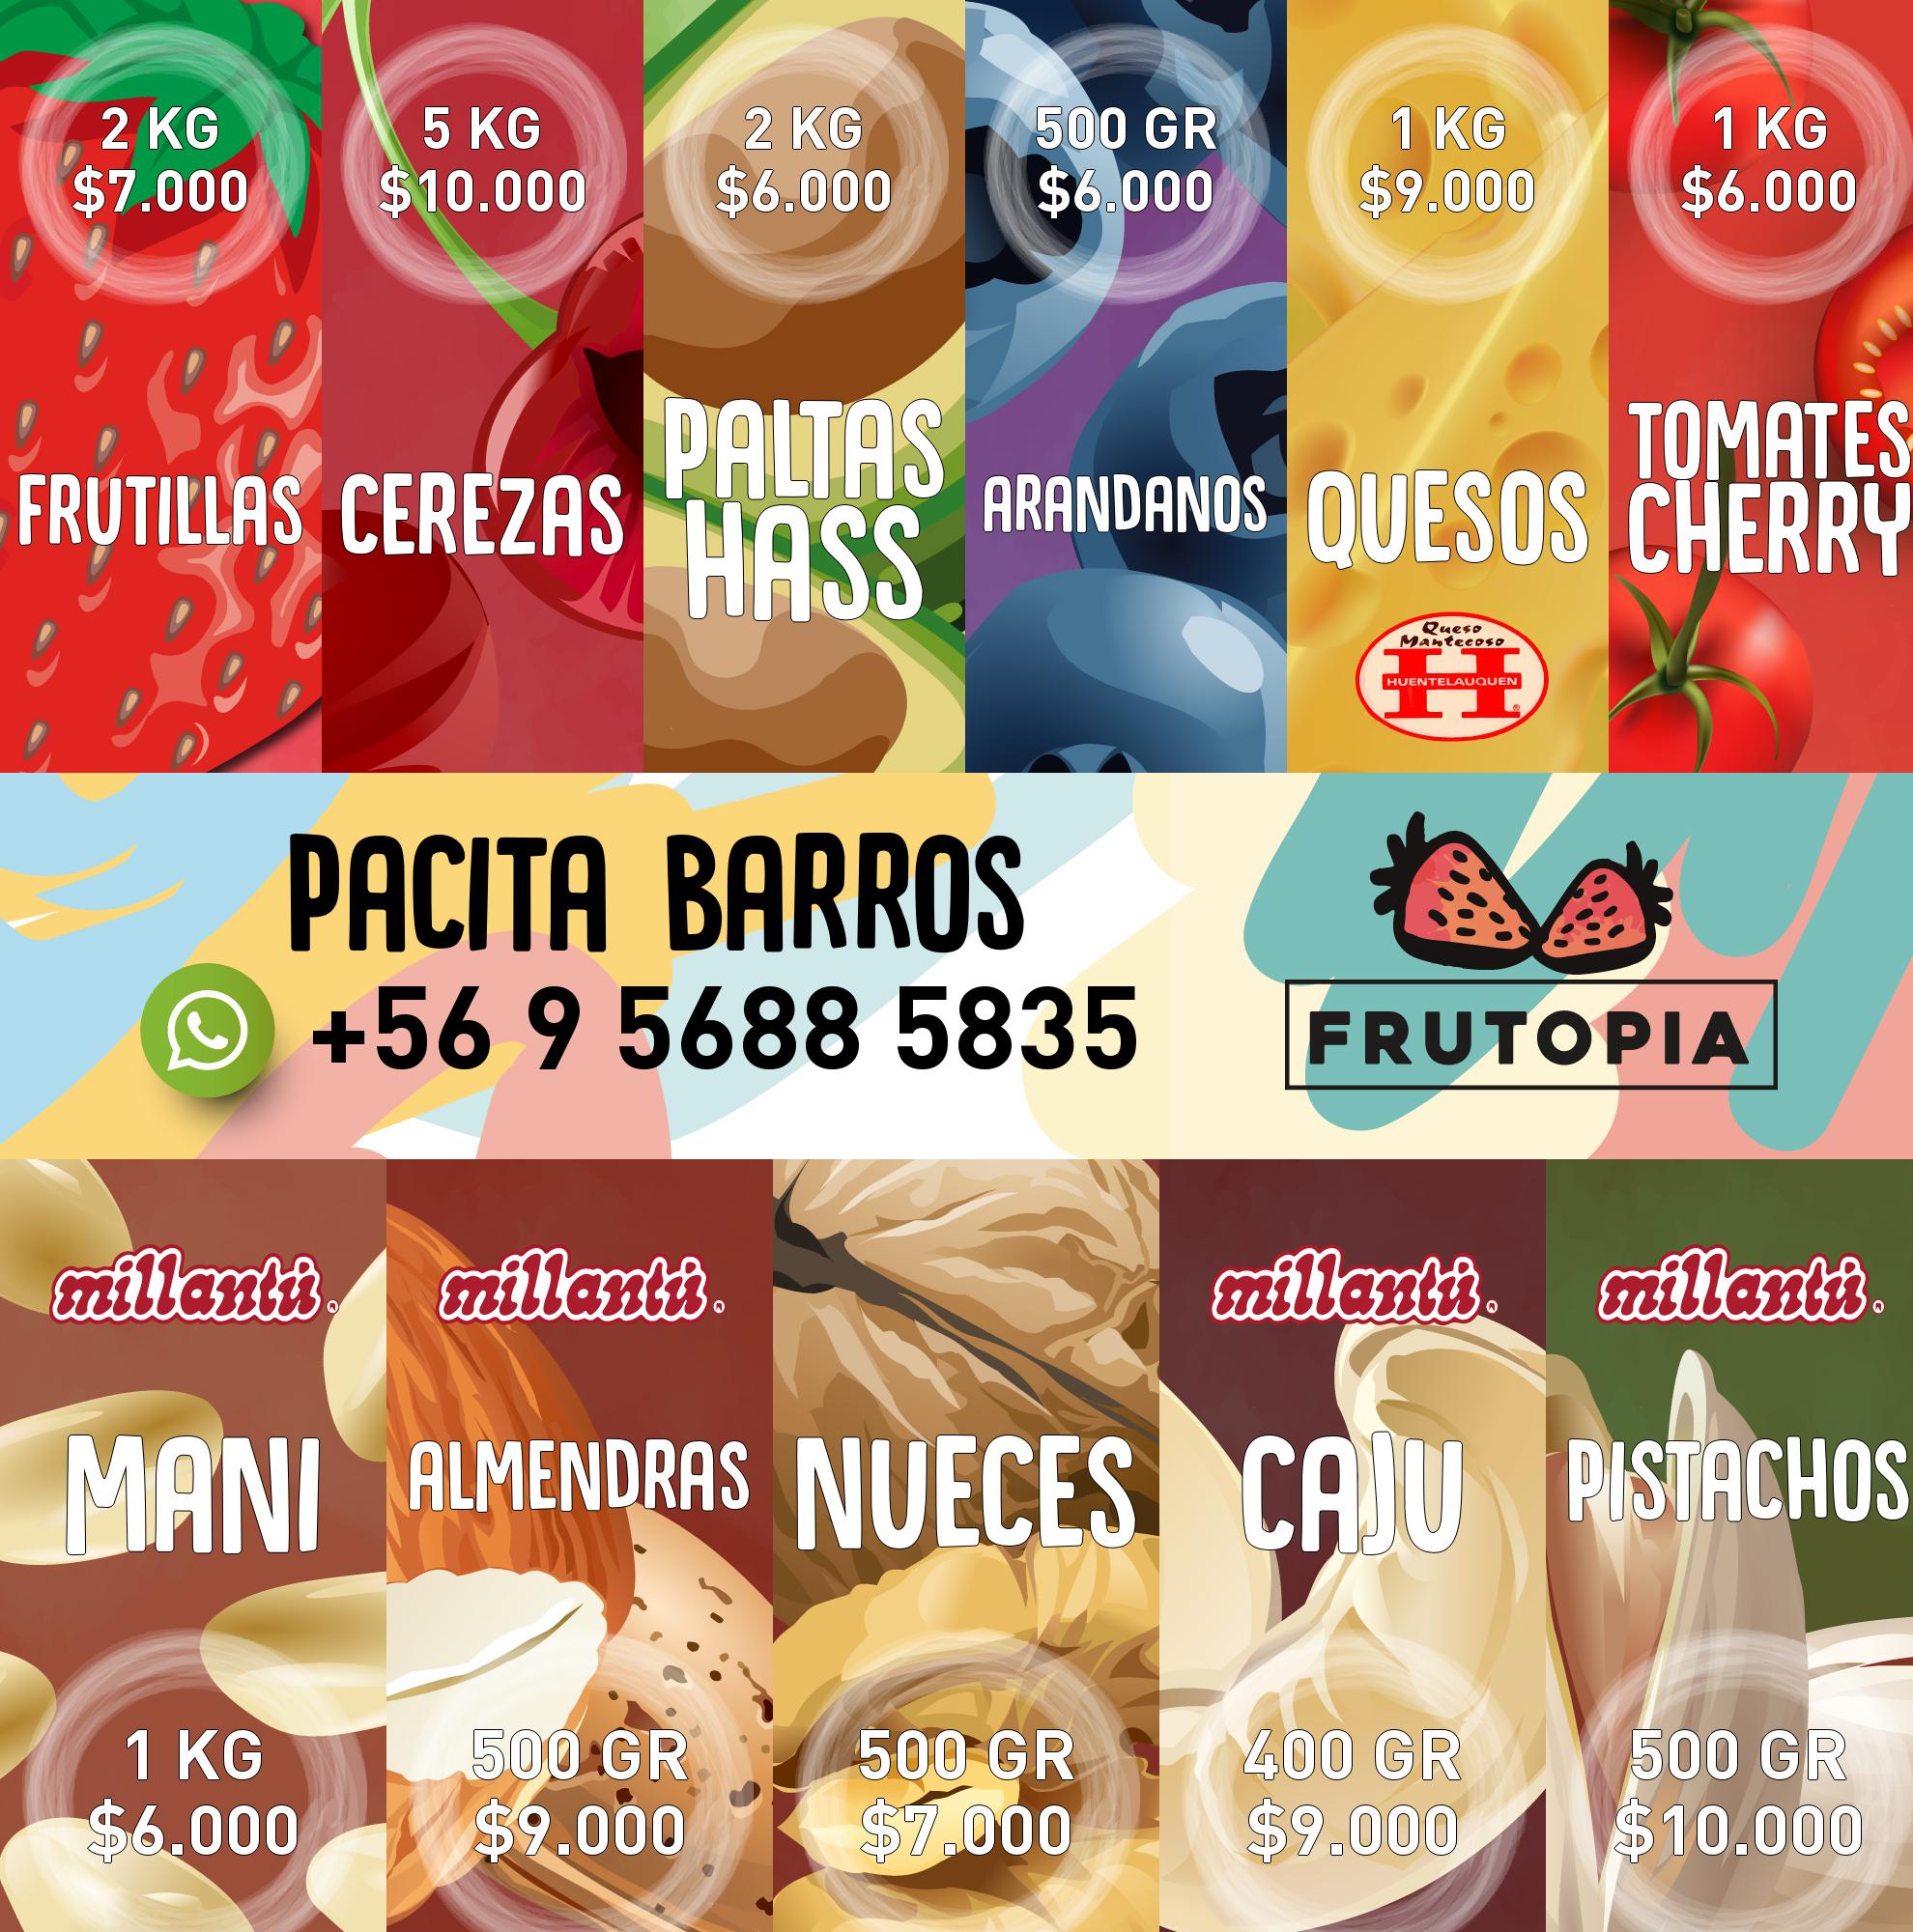 2 KG
$7.000
FRUTILLAS
5 KG
$10.000
CEREZAS
2 KG
$6.000
PALTAS
HASS
500 GR
$6.000
ARANDANOS
1 KG
$9.000
QUESOS
Queso
Mantecoso
H
HUENTELAUQUEN
®
1 KG
$6.000
TOMATES
CHERRY
PACITA BARROS
+56 9 5688 5835
FRUTOPIA
millantú®
MANI
1 KG
$6.000
millantú®
ALMENDRAS
500 GR
$9.000
NUECES
500 GR
$7.000
millantú®
CAJU
400 GR
$9.000
millantú®
PISTACHOS
500 GR
$10.000